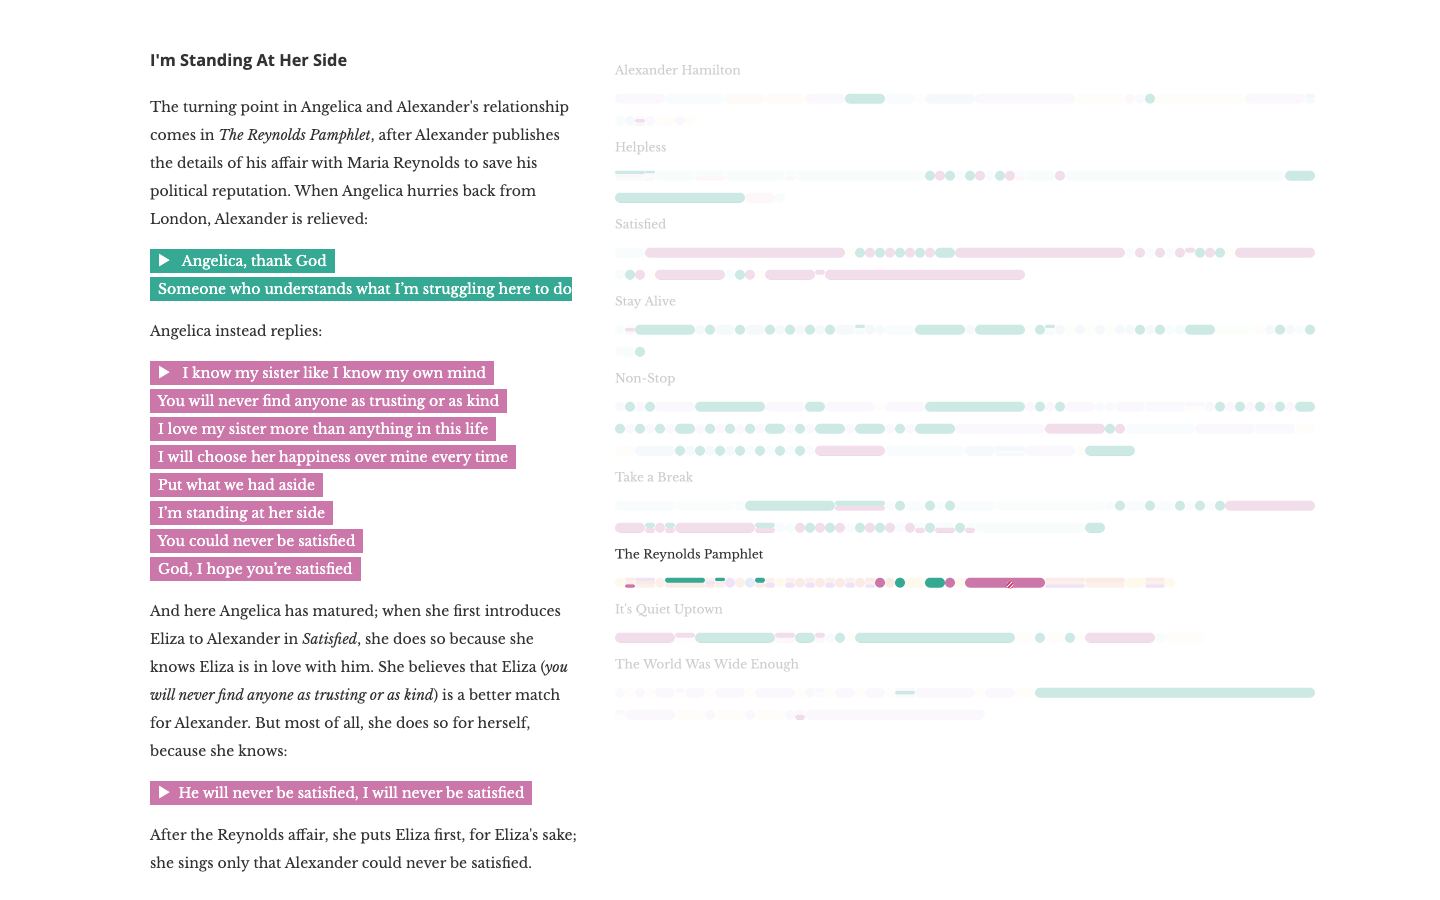 I'm Standing At Her Side
The turning point in Angelica and Alexander's relationship
comes in The Reynolds Pamphlet, after Alexander publishes
the details of his affair with Maria Reynolds to save his
political reputation. When Angelica hurries back from
London, Alexander is relieved:
Angelica, thank God
Someone who understands what I’m struggling here to do
Angelica instead replies:
I know my sister like I know my own mind
You will never find anyone as trusting or as kind
I love my sister more than anything in this life
I will choose her happiness over mine every time
Put what we had aside
I’m standing at her side
You could never be satisfied
God, I hope you’re satisfied
And here Angelica has matured; when she first introduces
Eliza to Alexander in Satisfied, she does so because she
knows Eliza is in love with him. She believes that Eliza (you
will never find anyone as trusting or as kind) is a better match
for Alexander. But most of all, she does so for herself,
because she knows:
He will never be satisfied, I will never be satisfied
After the Reynolds affair, she puts Eliza first, for Eliza's sake;
she sings only that Alexander could never be satisfied.
Alexander Hamilton
Helpless
Satisfied
Stay Alive
Non-Stop
Take a Break
The Reynolds Pamphlet
It's Quiet Uptown
The World Was Wide Enough